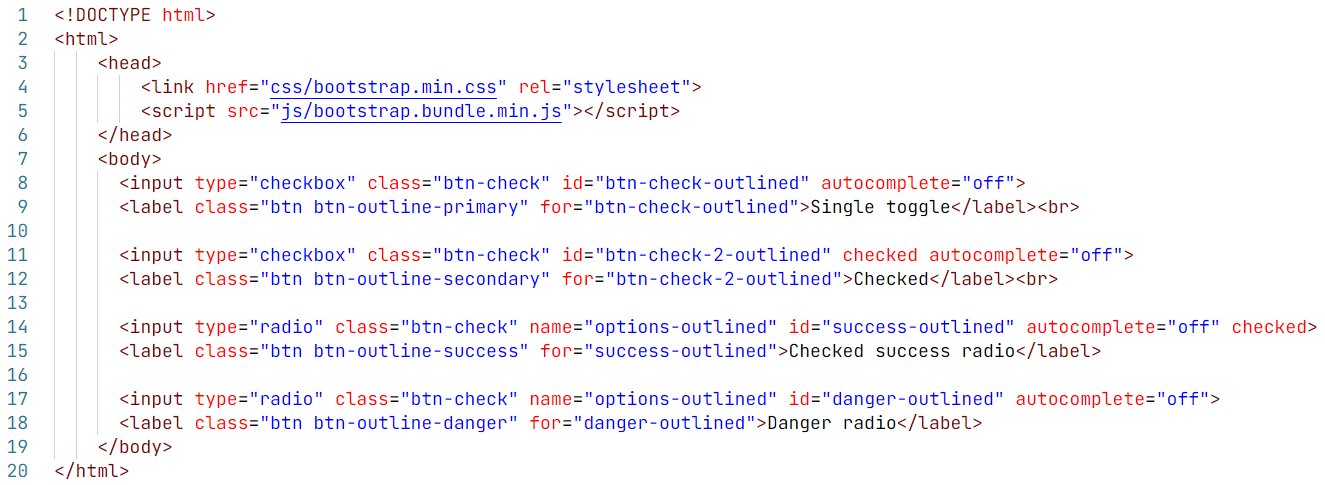 1 <!DOCTYPE html>
2 <html>
3 <head>
4 <link href="css/bootstrap.min.css" rel="stylesheet">
5 <script src="js/bootstrap.bundle.min.js"></script>
6 </head>
7 <body>
8 <input type="checkbox" class="btn-check" id="btn-check-outlined" autocomplete="off">
9 <label class="btn btn-outline-primary" for="btn-check-outlined">Single toggle</label><br>
10
11 <input type="checkbox" class="btn-check" id="btn-check-2-outlined" checked autocomplete="off">
12 <label class="btn btn-outline-secondary" for="btn-check-2-outlined">Checked</label><br>
13
14 <input type="radio" class="btn-check" name="options-outlined" id="success-outlined" autocomplete="off" checked>
15 <label class="btn btn-outline-success" for="success-outlined">Checked success radio</label>
16
17 <input type="radio" class="btn-check" name="options-outlined" id="danger-outlined" autocomplete="off">
18 <label class="btn btn-outline-danger" for="danger-outlined">Danger radio</label>
19 </body>
20 </html>